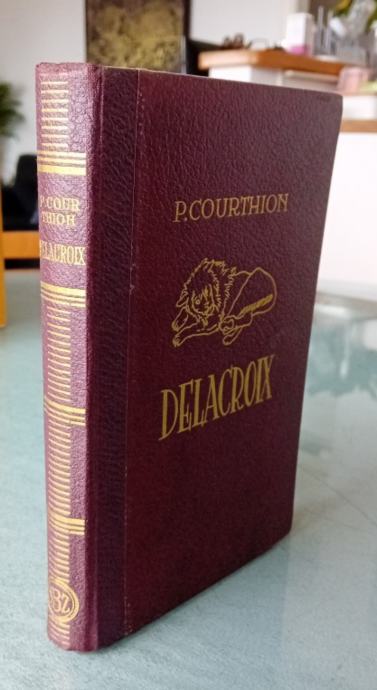 P. COUR
THION
DELACROIX
P. COURTHION
DELACROIX